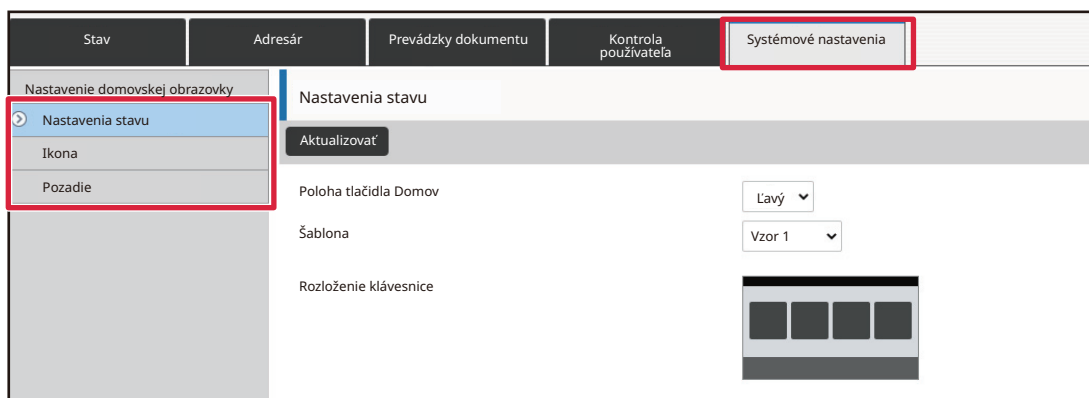 Stav
Adresár
Prevádzky dokumentu
Kontrola
používateľa
Systémové nastavenia
Nastavenie domovskej obrazovky
Nastavenia stavu
Ikona
Pozadie
Nastavenia stavu
Aktualizovať
Poloha tlačidla Domov
Ľavý
Šablona
Vzor 1
Rozloženie klávesnice